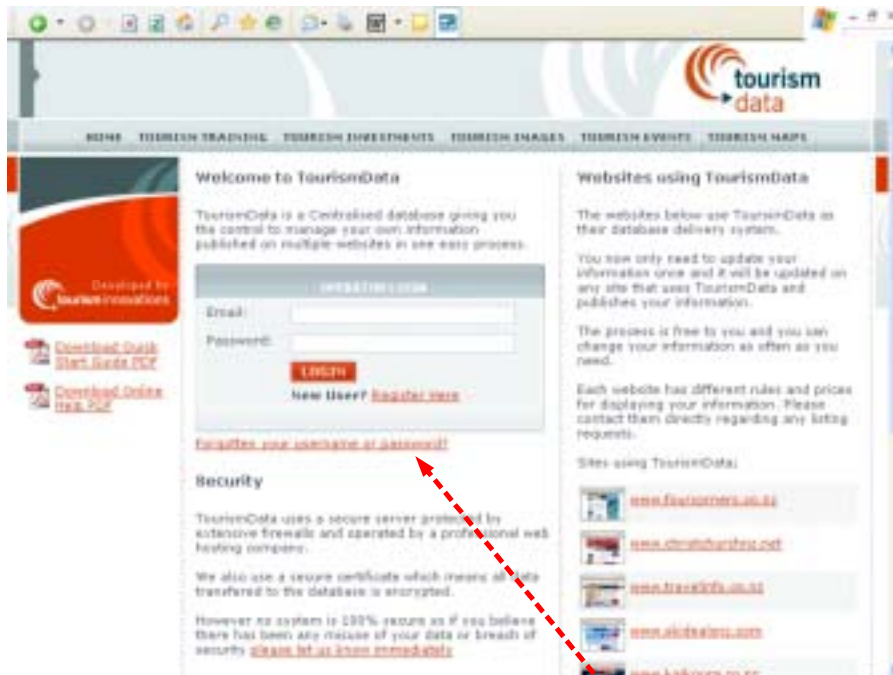 tourism
data
HOME TOURISM TRAINING TOURISM INVESTMENTS TOURISM IMAGES TOURISM EVENTS TOURISM MAPS
Developed by
tourism innovations
Download Quick
Start Guide PDF
Download Online
Help PDF
Welcome to TourismData
TourismData is a Centralised database giving you
the control to manage your own information
published on multiple websites in one easy process.
OPERATOR LOGIN
Email:
Password:
LOGIN
New User? Register Here
Forgotten your username or password?
Security
TourismData uses a secure server protected by
extensive firewalls and operated by a professional web
hosting company.
We also use a secure certificate which means all data
transfered to the database is encrypted.
However no system is 100% secure so if you believe
there has been any misuse of your data or breach of
security please let us know immediately
Websites using TourismData
The websites below use TourismData as
their database delivery system.
You now only need to update your
information once and it will be updated on
any site that uses TourismData and
publishes your information.
The process is free to you and you can
change your information as often as you
need.
Each website has different rules and prices
for displaying your information. Please
contact them directly regarding any listing
requests.
Sites using TourismData:
www.fourcorners.co.nz
www.christchurchnz.net
www.travelinfo.co.nz